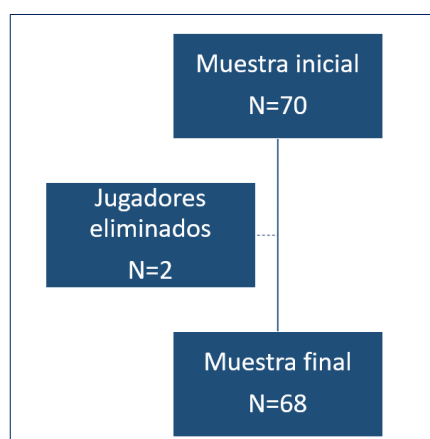 Muestra inicial
N=70
Jugadores
eliminados
N=2
Muestra final
N=68